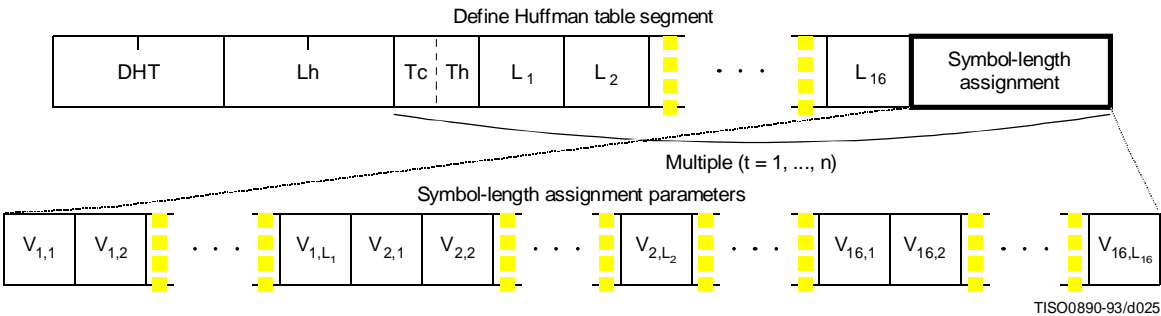 Define Huffman table segment
DHT Lh Tc Th L1 L2 . . . L16 Symbol-length assignment
Multiple (t = 1, ..., n)
Symbol-length assignment parameters
V1,1 V1,2 . . . V1,L1 V2,1 V2,2 . . . V2,L2 . . . V16,1 V16,2 . . . V16,L16
TISO0890-93/d025